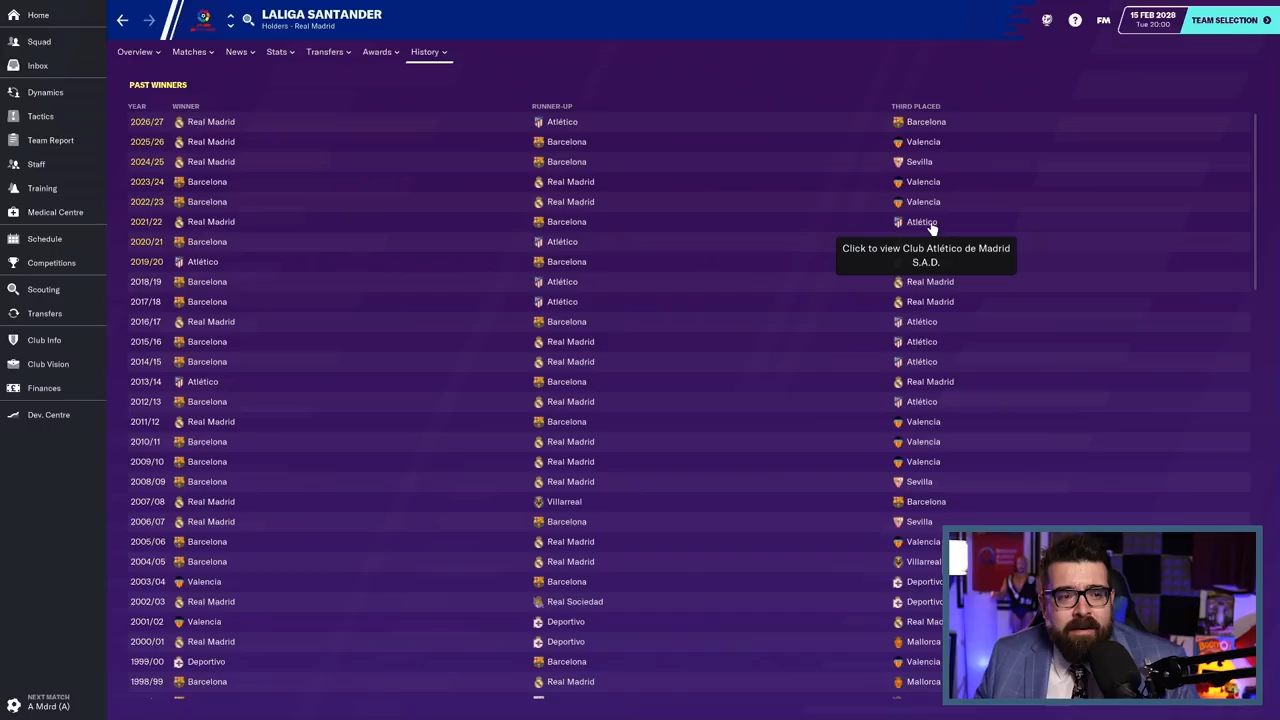 Home
Squad
Inbox
Dynamics
Tactics
Team Report
Staff
Training
Medical Centre
Schedule
Competitions
Scouting
Transfers
Club Info
Club Vision
Finances
Dev. Centre
NEXT MATCH
A Mdrd (A)
LALIGA SANTANDER
Holders - Real Madrid
FM
15 FEB 2028
Tue 20:00
TEAM SELECTION
Overview Matches News Stats Transfers Awards History
PAST WINNERS
YEAR WINNER RUNNER-UP THIRD PLACED
2026/27 Real Madrid Atlético Barcelona
2025/26 Real Madrid Barcelona Valencia
2024/25 Real Madrid Barcelona Sevilla
2023/24 Barcelona Real Madrid Valencia
2022/23 Barcelona Real Madrid Valencia
2021/22 Real Madrid Barcelona Atlético
2020/21 Barcelona Atlético
2019/20 Atlético Barcelona
Click to view Club Atlético de Madrid
S.A.D.
2018/19 Barcelona Atlético Real Madrid
2017/18 Barcelona Atlético Real Madrid
2016/17 Real Madrid Barcelona Atlético
2015/16 Barcelona Real Madrid Atlético
2014/15 Barcelona Real Madrid Atlético
2013/14 Atlético Barcelona Real Madrid
2012/13 Barcelona Real Madrid Atlético
2011/12 Real Madrid Barcelona Valencia
2010/11 Barcelona Real Madrid Valencia
2009/10 Barcelona Real Madrid Valencia
2008/09 Barcelona Real Madrid Sevilla
2007/08 Real Madrid Villarreal Barcelona
2006/07 Real Madrid Barcelona Sevilla
2005/06 Barcelona Real Madrid Valencia
2004/05 Barcelona Real Madrid Villarreal
2003/04 Valencia Barcelona Deportivo
2002/03 Real Madrid Real Sociedad Deportivo
2001/02 Valencia Deportivo Real Mad
2000/01 Real Madrid Deportivo Mallorca
1999/00 Deportivo Barcelona Valencia
1998/99 Barcelona Real Madrid Mallorca